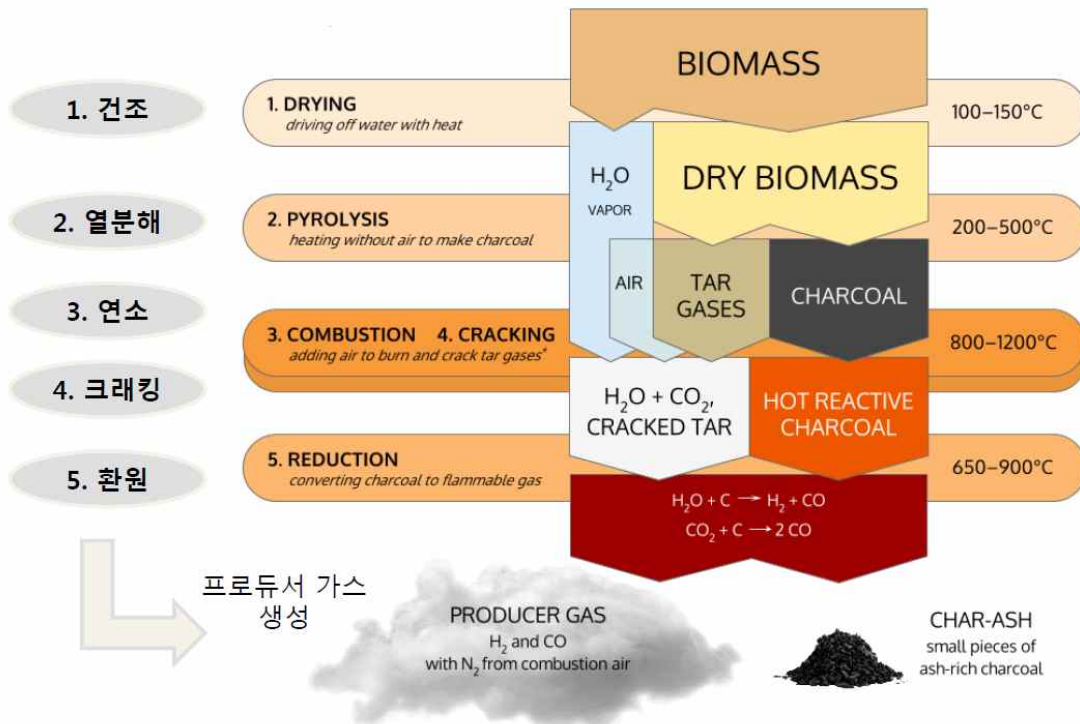 BIOMASS
1. 건조
1. DRYING
driving off water with heat
100–150°C
H₂O
VAPOR
DRY BIOMASS
2. 열분해
2. PYROLYSIS
heating without air to make charcoal
200–500°C
AIR
TAR
GASES
CHARCOAL
3. 연소
4. 크래킹
3. COMBUSTION 4. CRACKING
adding air to burn and crack tar gases*
800–1200°C
H₂O + CO₂,
CRACKED TAR
HOT REACTIVE
CHARCOAL
5. 환원
5. REDUCTION
converting charcoal to flammable gas
650–900°C
H₂O + C → H₂ + CO
CO₂ + C → 2 CO
프로듀서 가스
생성
PRODUCER GAS
H₂ and CO
with N₂ from combustion air
CHAR-ASH
small pieces of
ash-rich charcoal